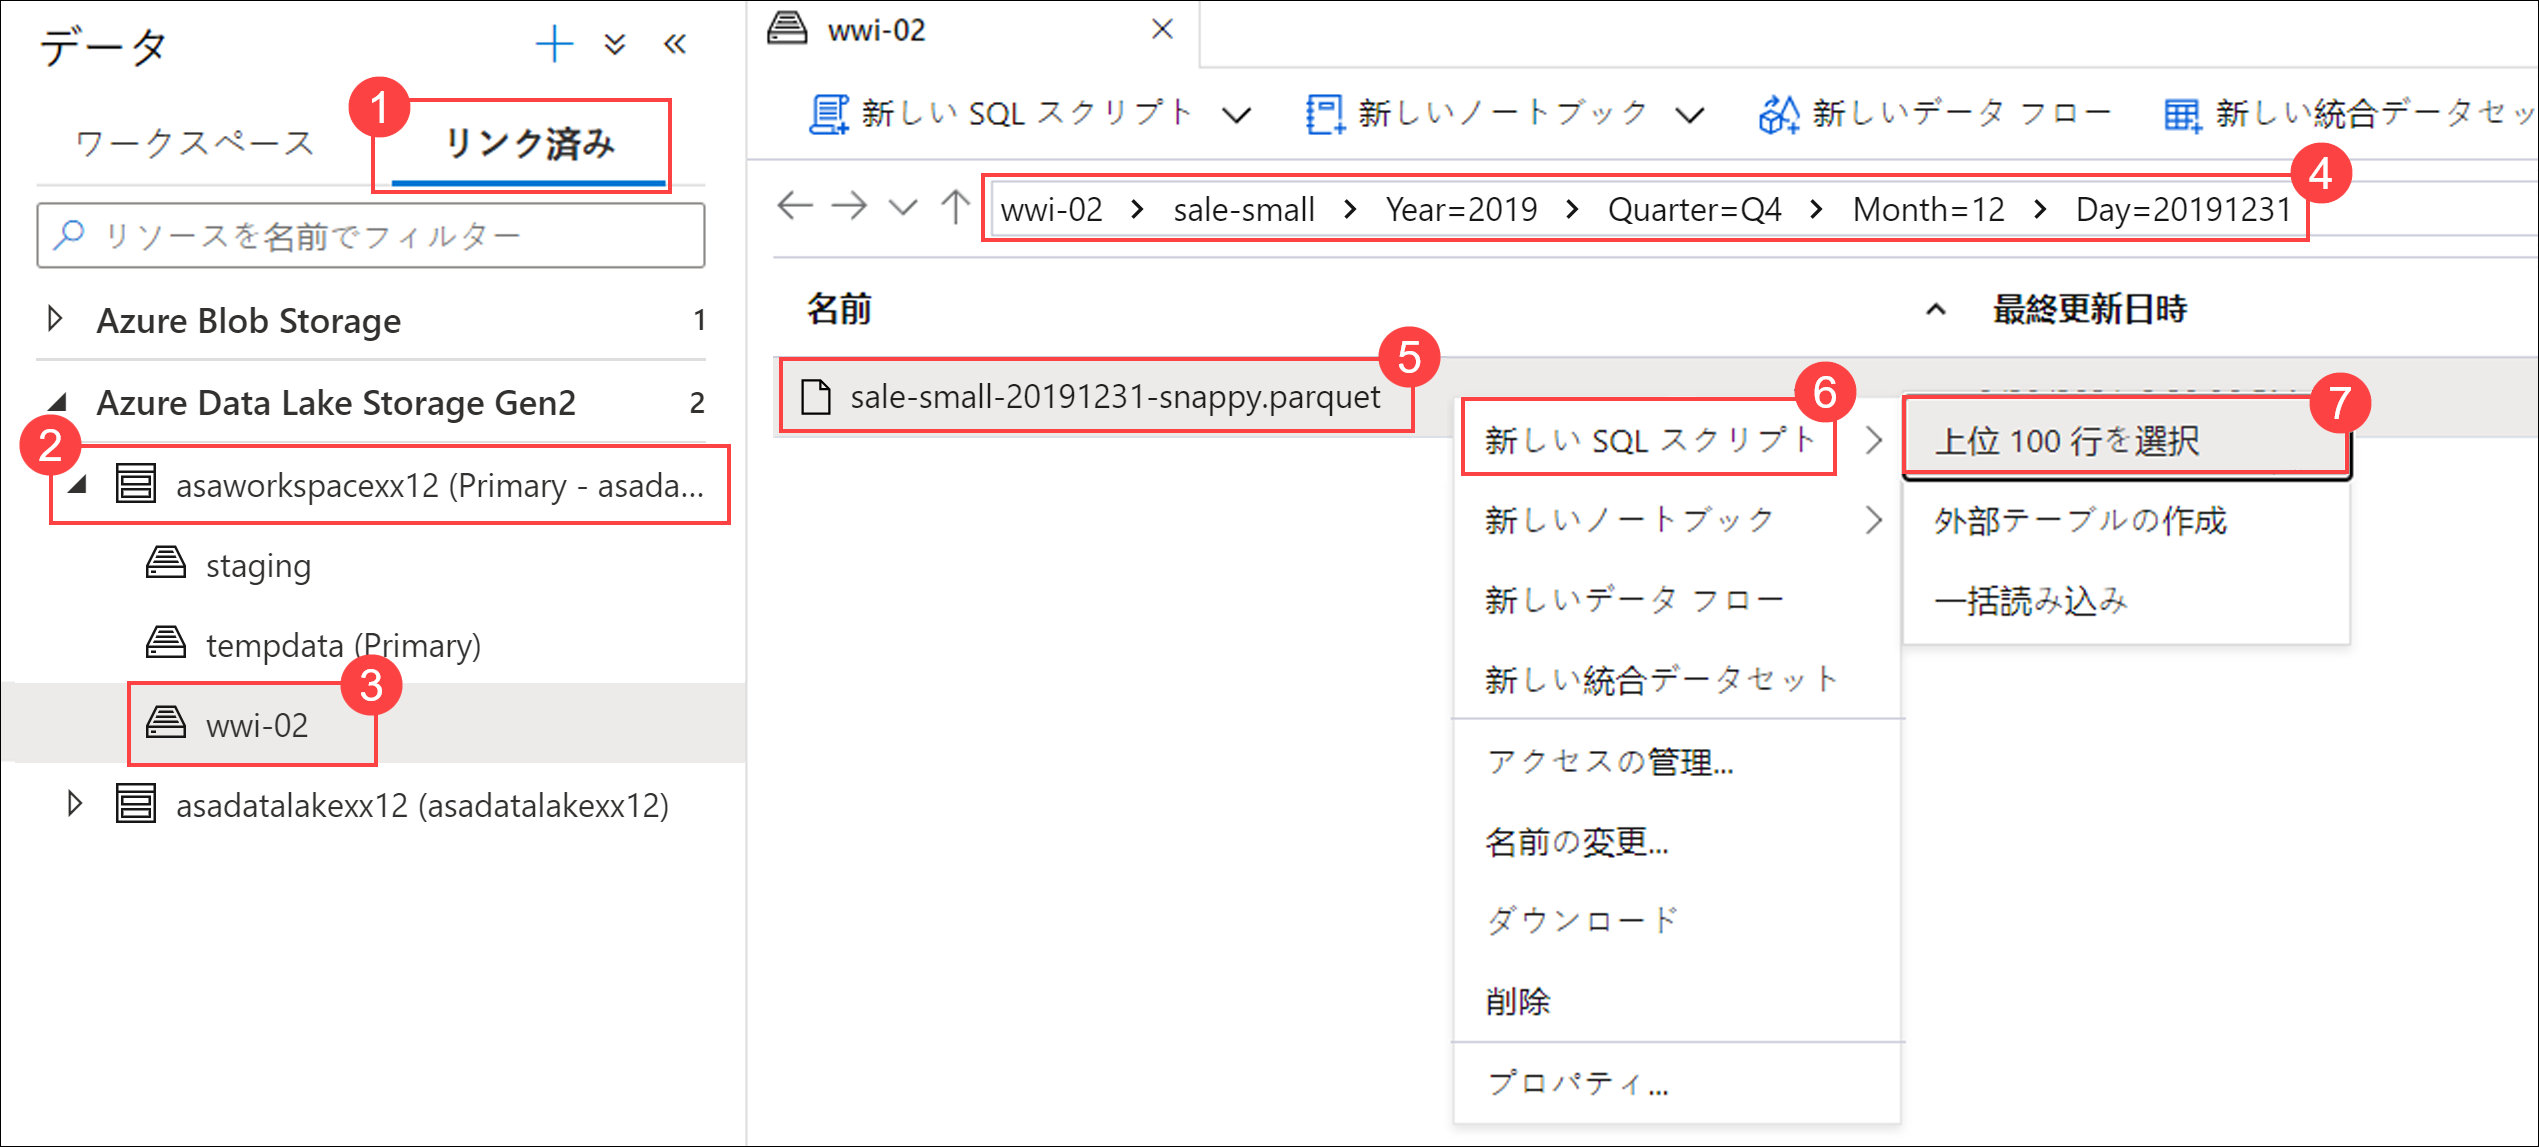 データ
1
ワークスペース
リンク済み
リソースを名前でフィルター
Azure Blob Storage 1
Azure Data Lake Storage Gen2 2
2
asaworkspacexx12 (Primary - asada...
staging
tempdata (Primary)
3
wwi-02
asadatalakexx12 (asadatalakexx12)
wwi-02
新しい SQL スクリプト
新しいノートブック
新しいデータ フロー
新しい統合データセッ
4
wwi-02 > sale-small > Year=2019 > Quarter=Q4 > Month=12 > Day=20191231
名前
最終更新日時
5
sale-small-20191231-snappy.parquet
6
新しい SQL スクリプト
新しいノートブック
新しいデータ フロー
新しい統合データセット
アクセスの管理...
名前の変更...
ダウンロード
削除
プロパティ...
7
上位 100 行を選択
外部テーブルの作成
一括読み込み